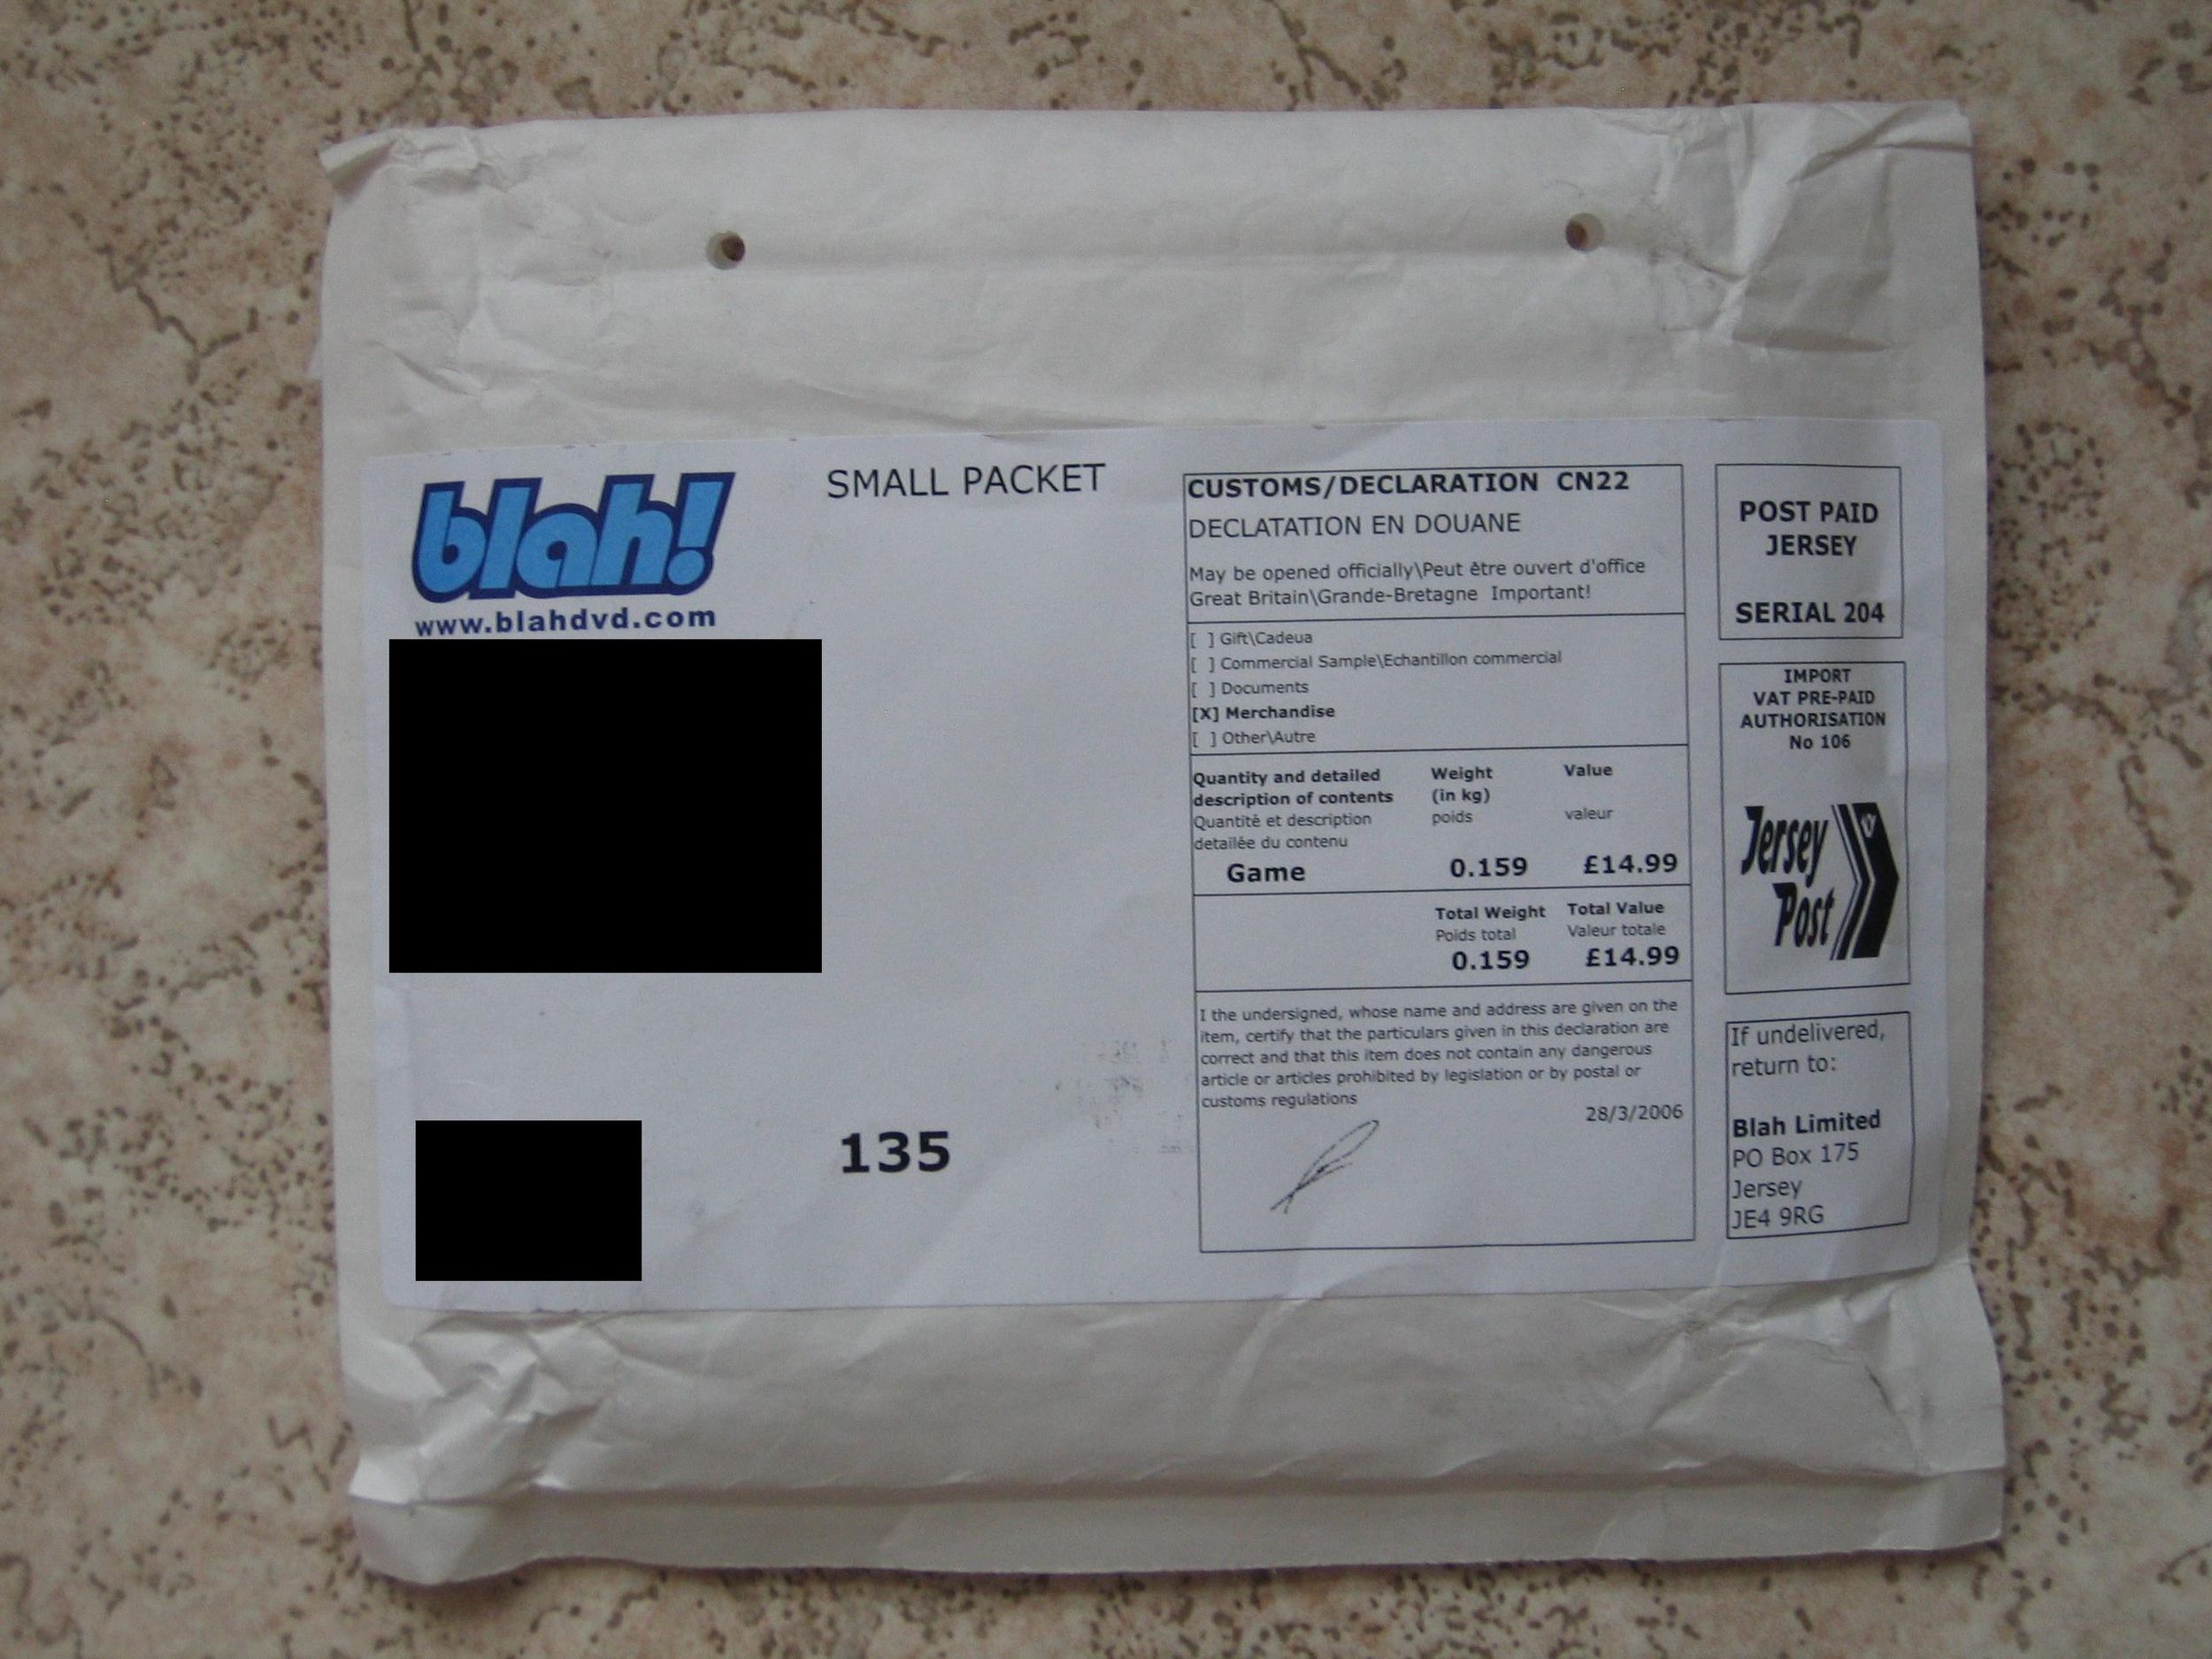 blah!
www.blahdvd.com
SMALL PACKET
135
CUSTOMS/DECLARATION CN22
DECLATATION EN DOUANE
May be opened officially\Peut être ouvert d'office
Great Britain\Grande-Bretagne Important!
[ ] Gift\Cadeua
[ ] Commercial Sample\Echantillon commercial
[ ] Documents
[X] Merchandise
[ ] Other\Autre
Quantity and detailed Weight Value
description of contents (in kg)
Quantité et description poids valeur
detailée du contenu
Game 0.159 £14.99
Total Weight Total Value
Poids total Valeur totale
0.159 £14.99
I the undersigned, whose name and address are given on the
item, certify that the particulars given in this declaration are
correct and that this item does not contain any dangerous
article or articles prohibited by legislation or by postal or
customs regulations
28/3/2006
POST PAID
JERSEY
SERIAL 204
IMPORT
VAT PRE-PAID
AUTHORISATION
No 106
Jersey
Post
If undelivered,
return to:
Blah Limited
PO Box 175
Jersey
JE4 9RG